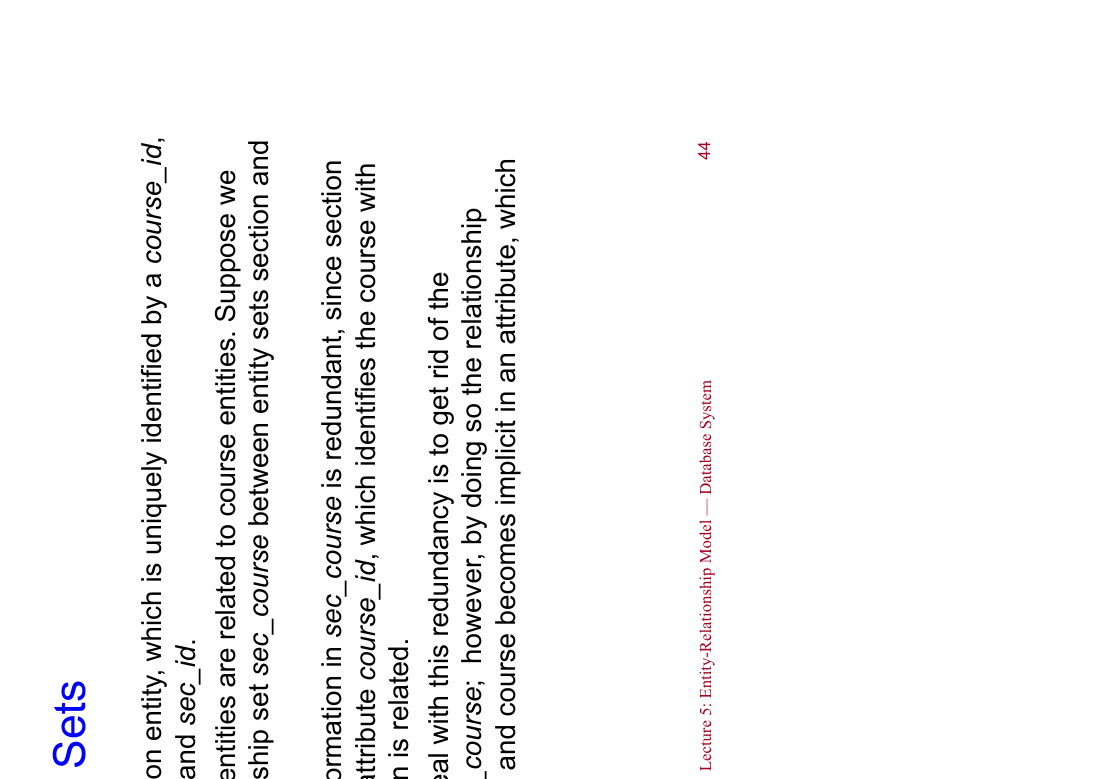 Sets
on entity, which is uniquely identified by a course_id,
and sec_id.
entities are related to course entities. Suppose we
ship set sec_course between entity sets section and
ormation in sec_course is redundant, since section
attribute course_id, which identifies the course with
n is related.
eal with this redundancy is to get rid of the
_course; however, by doing so the relationship
and course becomes implicit in an attribute, which
Lecture 5: Entity-Relationship Model — Database System 44